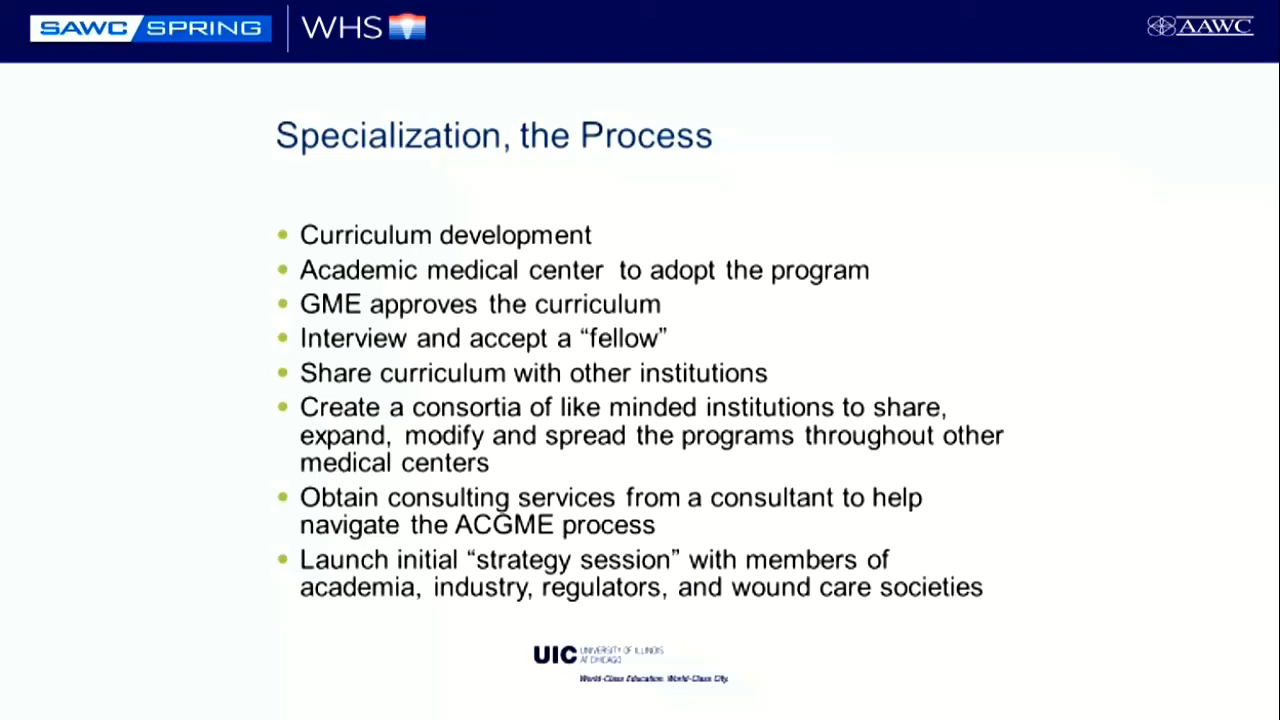 SAWC SPRING WHS AAWC
Specialization, the Process
• Curriculum development
• Academic medical center to adopt the program
• GME approves the curriculum
• Interview and accept a “fellow”
• Share curriculum with other institutions
• Create a consortia of like minded institutions to share,
expand, modify and spread the programs throughout other
medical centers
• Obtain consulting services from a consultant to help
navigate the ACGME process
• Launch initial “strategy session” with members of
academia, industry, regulators, and wound care societies
UIC UNIVERSITY OF ILLINOIS
AT CHICAGO
World-Class Education. World-Class City.